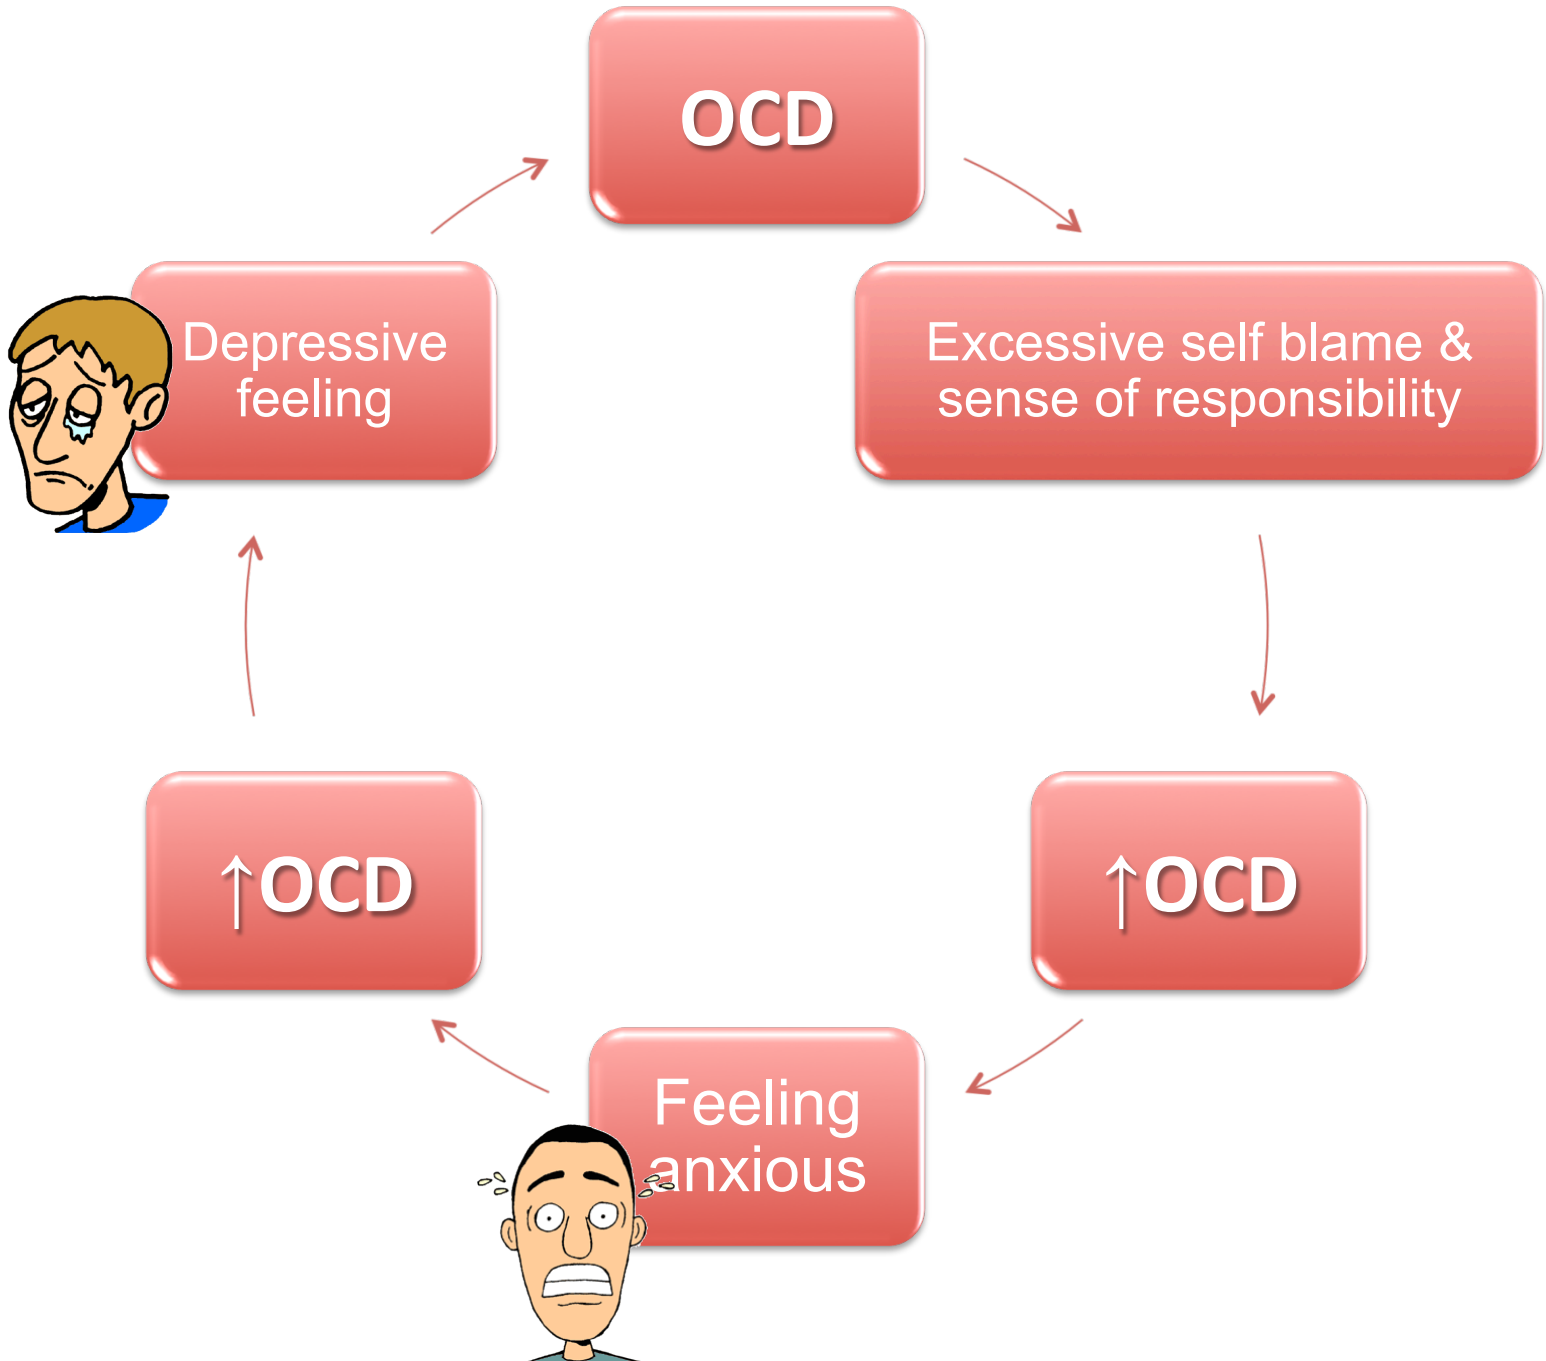 OCD
Excessive self blame &
sense of responsibility
↑OCD
Feeling
anxious
↑OCD
Depressive
feeling